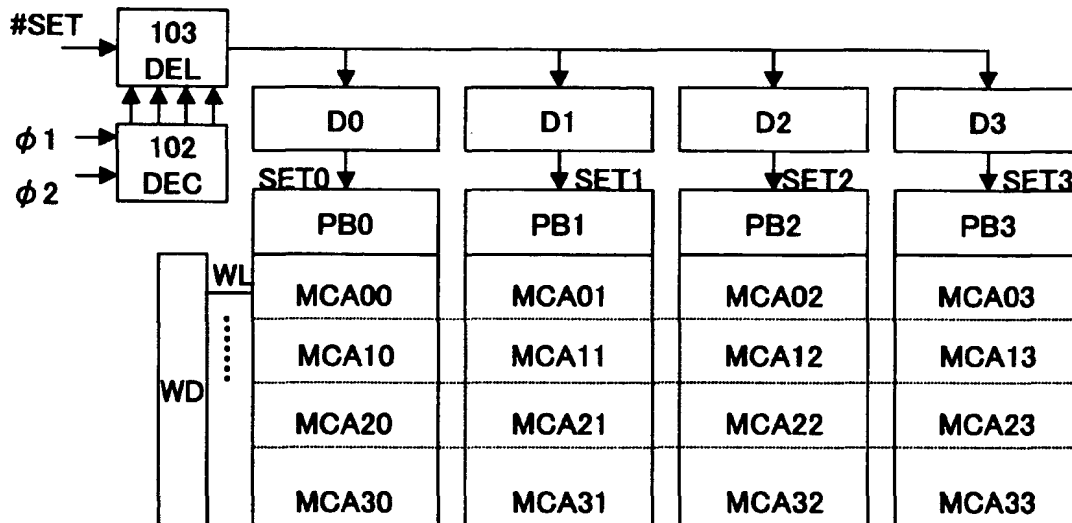 #SET
103
DEL
φ1
φ2
102
DEC
D0 D1 D2 D3
SET0 SET1 SET2 SET3
PB0 PB1 PB2 PB3
WL
WD
MCA00 MCA01 MCA02 MCA03
MCA10 MCA11 MCA12 MCA13
MCA20 MCA21 MCA22 MCA23
MCA30 MCA31 MCA32 MCA33